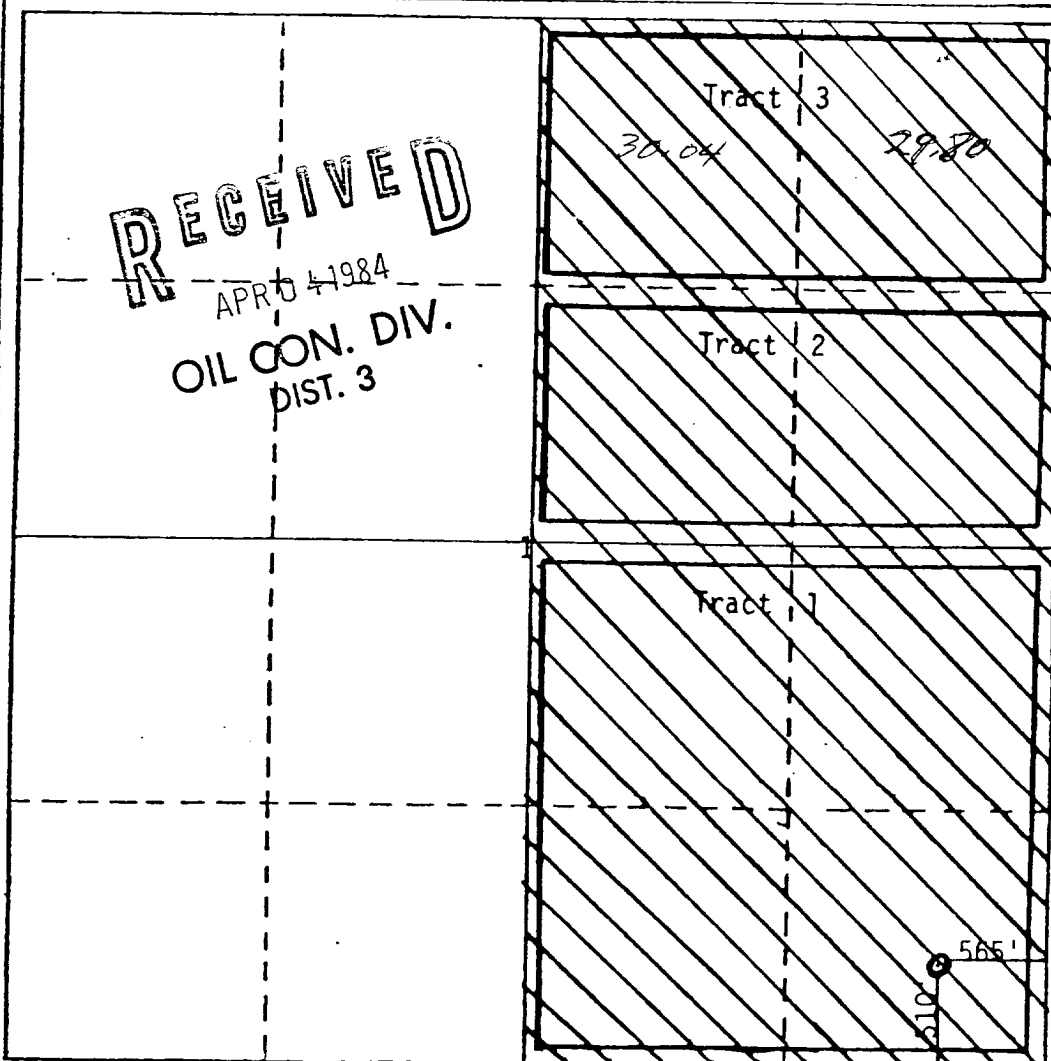 Tract 3
30.04 29.80
RECEIVED
APR 04 1984
OIL CON. DIV.
DIST. 3
Tract 2
Tract 1
565'
510'